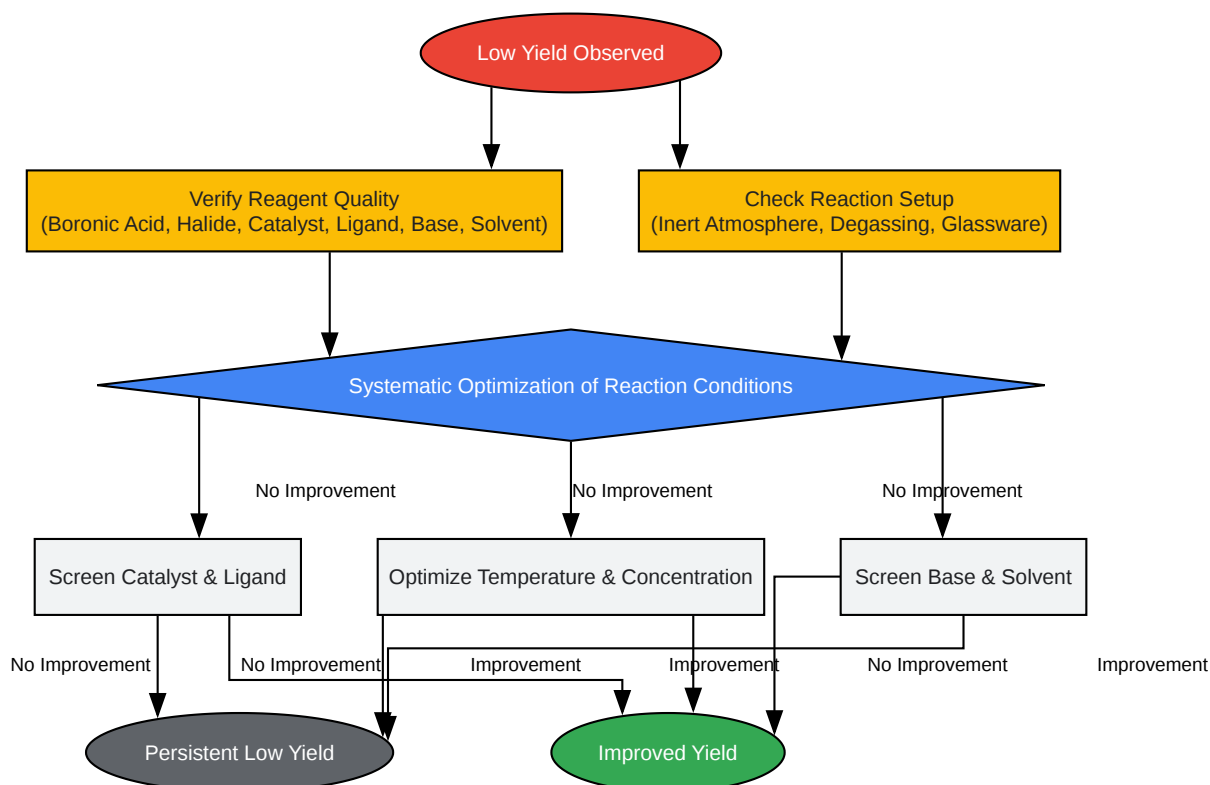 Low Yield Observed
Verify Reagent Quality
(Boronic Acid, Halide, Catalyst, Ligand, Base, Solvent)
Check Reaction Setup
(Inert Atmosphere, Degassing, Glassware)
Systematic Optimization of Reaction Conditions
No Improvement
No Improvement
No Improvement
Screen Catalyst & Ligand
Optimize Temperature & Concentration
Screen Base & Solvent
No Improvement
No Improvement
Improvement
Improvement
No Improvement
Improvement
Persistent Low Yield
Improved Yield